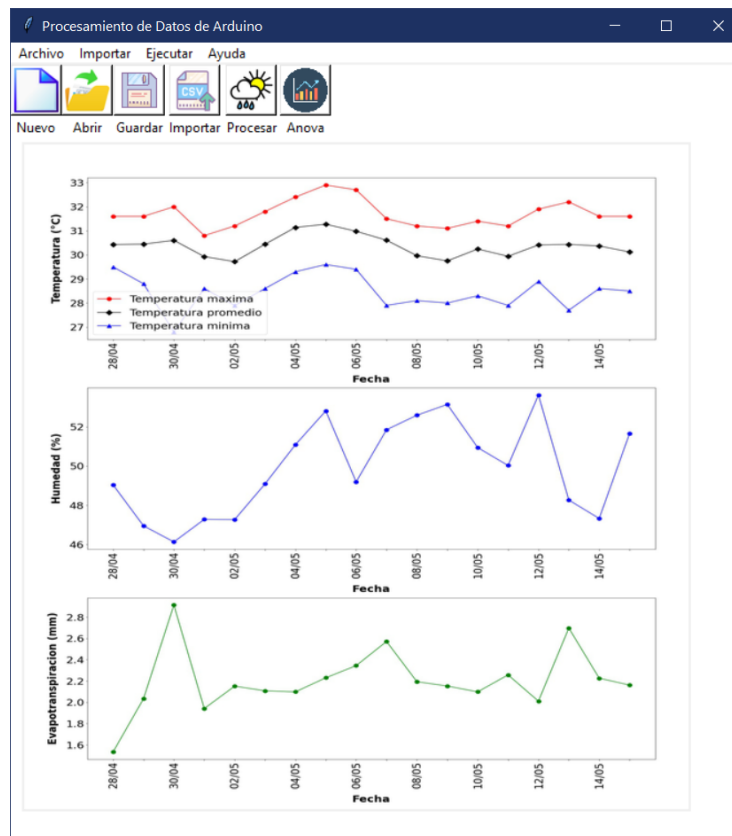 Procesamiento de Datos de Arduino
Archivo Importar Ejecutar Ayuda
CSV
Nuevo Abrir Guardar Importar Procesar Anova
33
32
31
30
29
28
27
Temperatura (°C)
Temperatura maxima
Temperatura promedio
Temperatura minima
28/04 30/04 02/05 04/05 06/05 08/05 10/05 12/05 14/05
Fecha
52
50
48
46
Humedad (%)
28/04 30/04 02/05 04/05 06/05 08/05 10/05 12/05 14/05
Fecha
2.8
2.6
2.4
2.2
2.0
1.8
1.6
Evapotranspiracion (mm)
28/04 30/04 02/05 04/05 06/05 08/05 10/05 12/05 14/05
Fecha